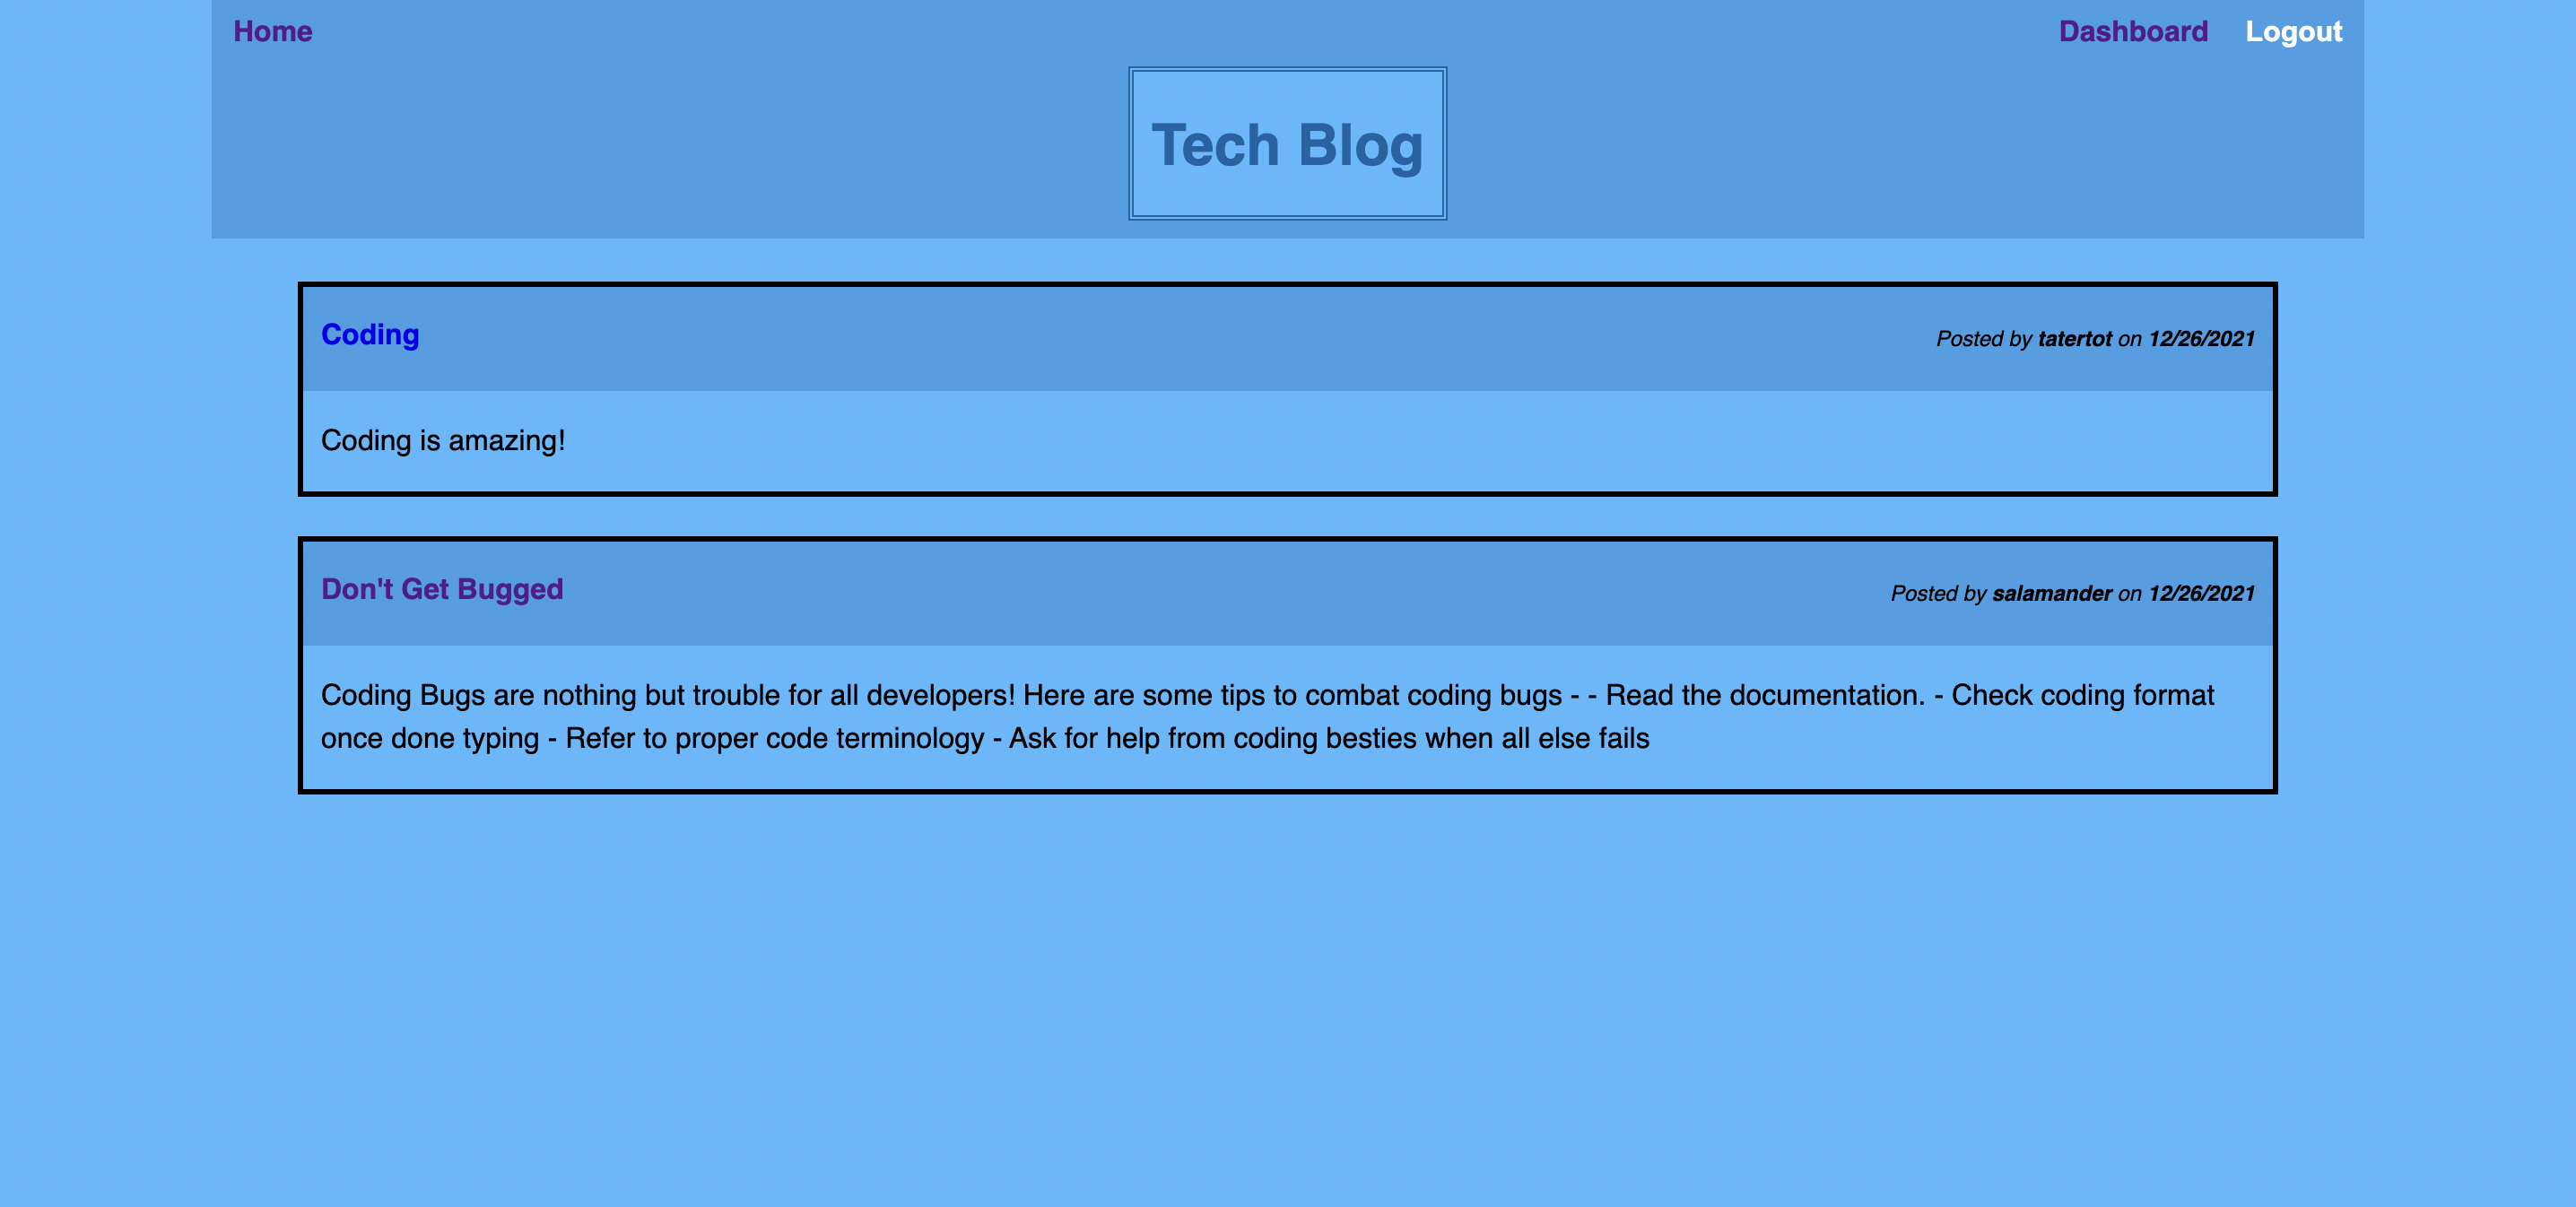 Home Dashboard Logout
Tech Blog
Coding Posted by tatertot on 12/26/2021
Coding is amazing!
Don't Get Bugged Posted by salamander on 12/26/2021
Coding Bugs are nothing but trouble for all developers! Here are some tips to combat coding bugs - - Read the documentation. - Check coding format
once done typing - Refer to proper code terminology - Ask for help from coding besties when all else fails